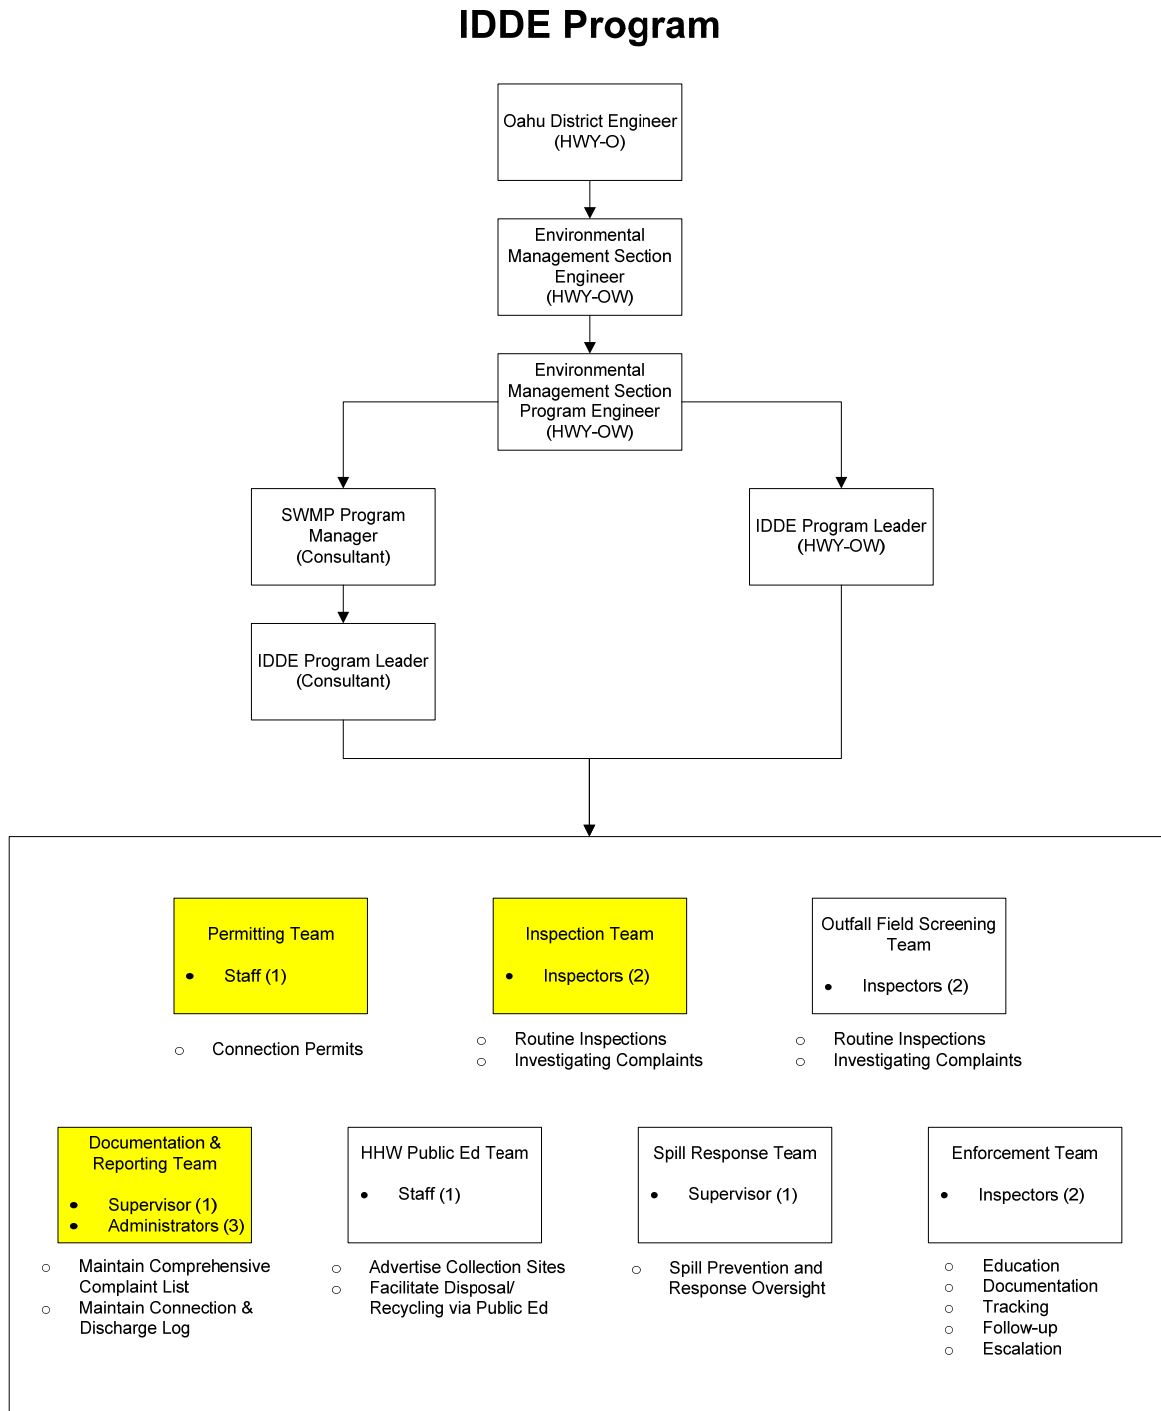 IDDE Program
Oahu District Engineer
(HWY-O)
Environmental
Management Section
Engineer
(HWY-OW)
Environmental
Management Section
Program Engineer
(HWY-OW)
SWMP Program
Manager
(Consultant)
IDDE Program Leader
(HWY-OW)
IDDE Program Leader
(Consultant)
Permitting Team
• Staff (1)
○ Connection Permits
Inspection Team
• Inspectors (2)
○ Routine Inspections
○ Investigating Complaints
Outfall Field Screening
Team
• Inspectors (2)
○ Routine Inspections
○ Investigating Complaints
Documentation &
Reporting Team
• Supervisor (1)
• Administrators (3)
○ Maintain Comprehensive
Complaint List
○ Maintain Connection &
Discharge Log
HHW Public Ed Team
• Staff (1)
○ Advertise Collection Sites
○ Facilitate Disposal/
Recycling via Public Ed
Spill Response Team
• Supervisor (1)
○ Spill Prevention and
Response Oversight
Enforcement Team
• Inspectors (2)
○ Education
○ Documentation
○ Tracking
○ Follow-up
○ Escalation